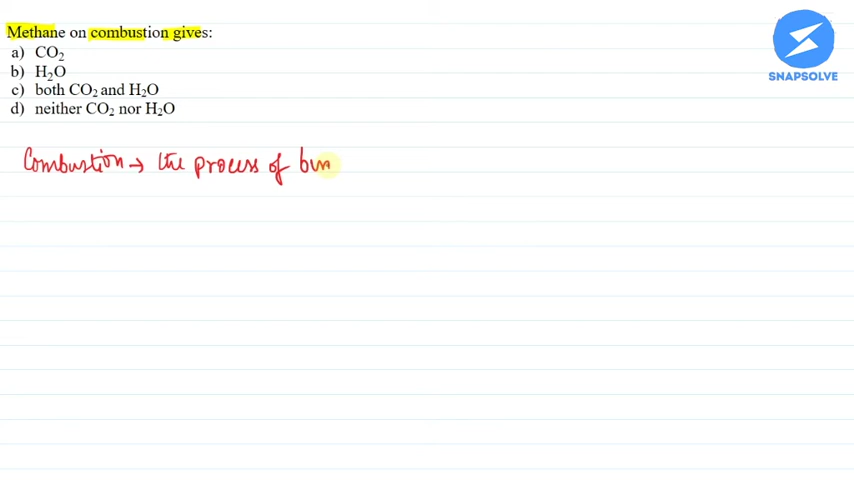 Methane on combustion gives:
a) CO₂
b) H₂O
c) both CO₂ and H₂O
d) neither CO₂ nor H₂O
SNAPSOLVE
Combustion → the process of